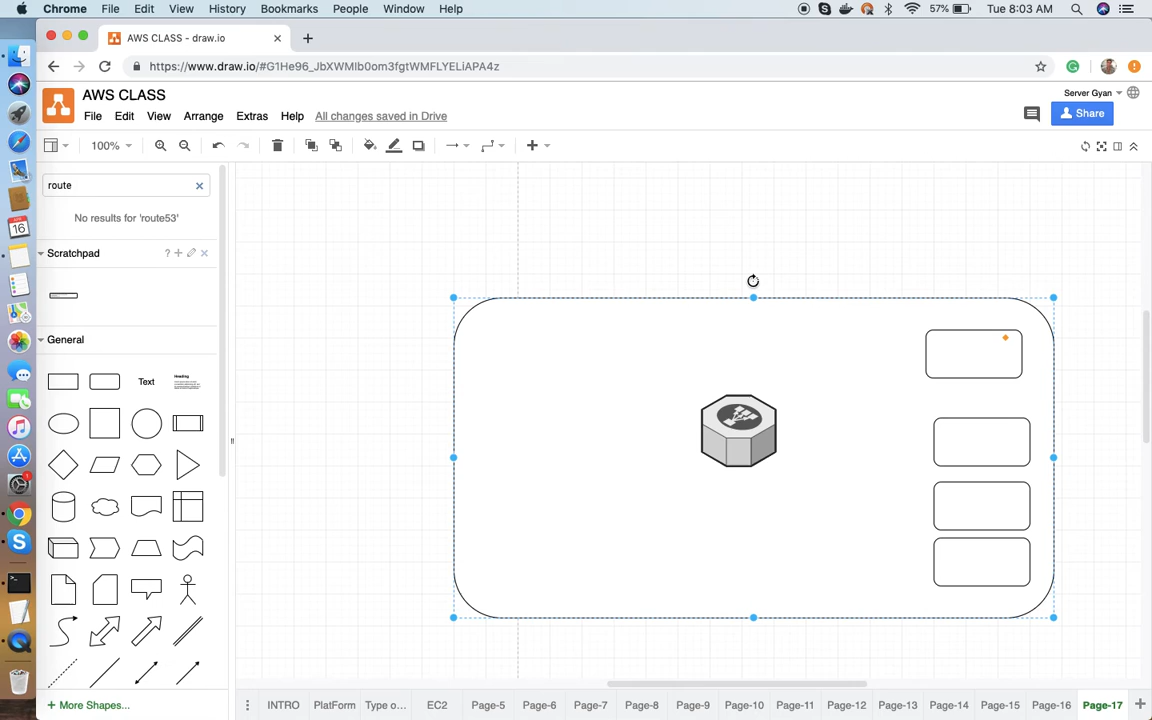 Chrome File Edit View History Bookmarks People Window Help 57% Tue 8:03 AM
AWS CLASS - draw.io
https://www.draw.io/#G1He96_JbXWMlb0om3fgtWMFLYELiAPA4z
AWS CLASS
Server Gyan
File Edit View Arrange Extras Help All changes saved in Drive
Share
100%
route
No results for 'route53'
Scratchpad
?
General
Text
Heading
More Shapes...
INTRO PlatForm Type o... EC2 Page-5 Page-6 Page-7 Page-8 Page-9 Page-10 Page-11 Page-12 Page-13 Page-14 Page-15 Page-16 Page-17